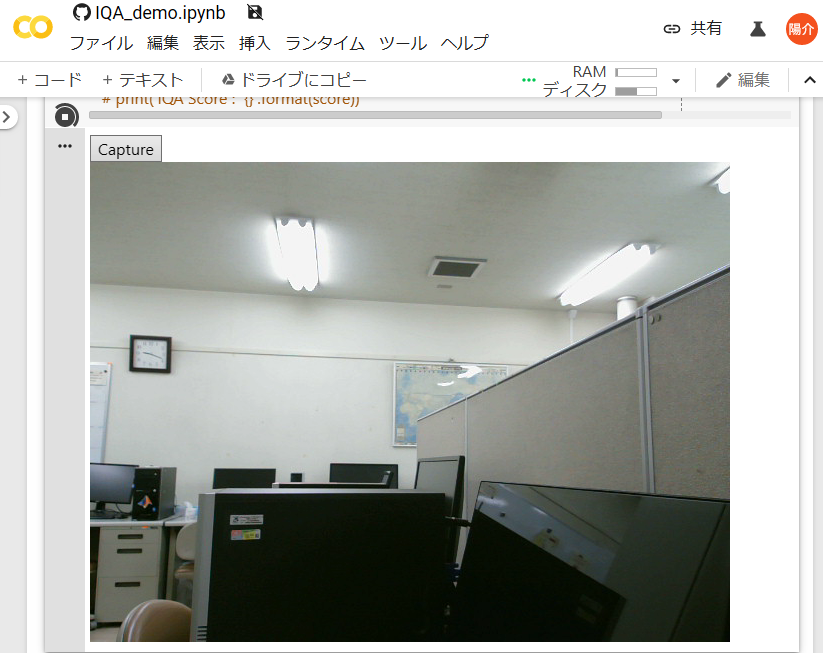 IQA_demo.ipynb
ファイル 編集 表示 挿入 ランタイム ツール ヘルプ
共有
陽介
+ コード + テキスト ドライブにコピー
RAM
ディスク
編集
# print( IQA Score : {} .format(score))
Capture